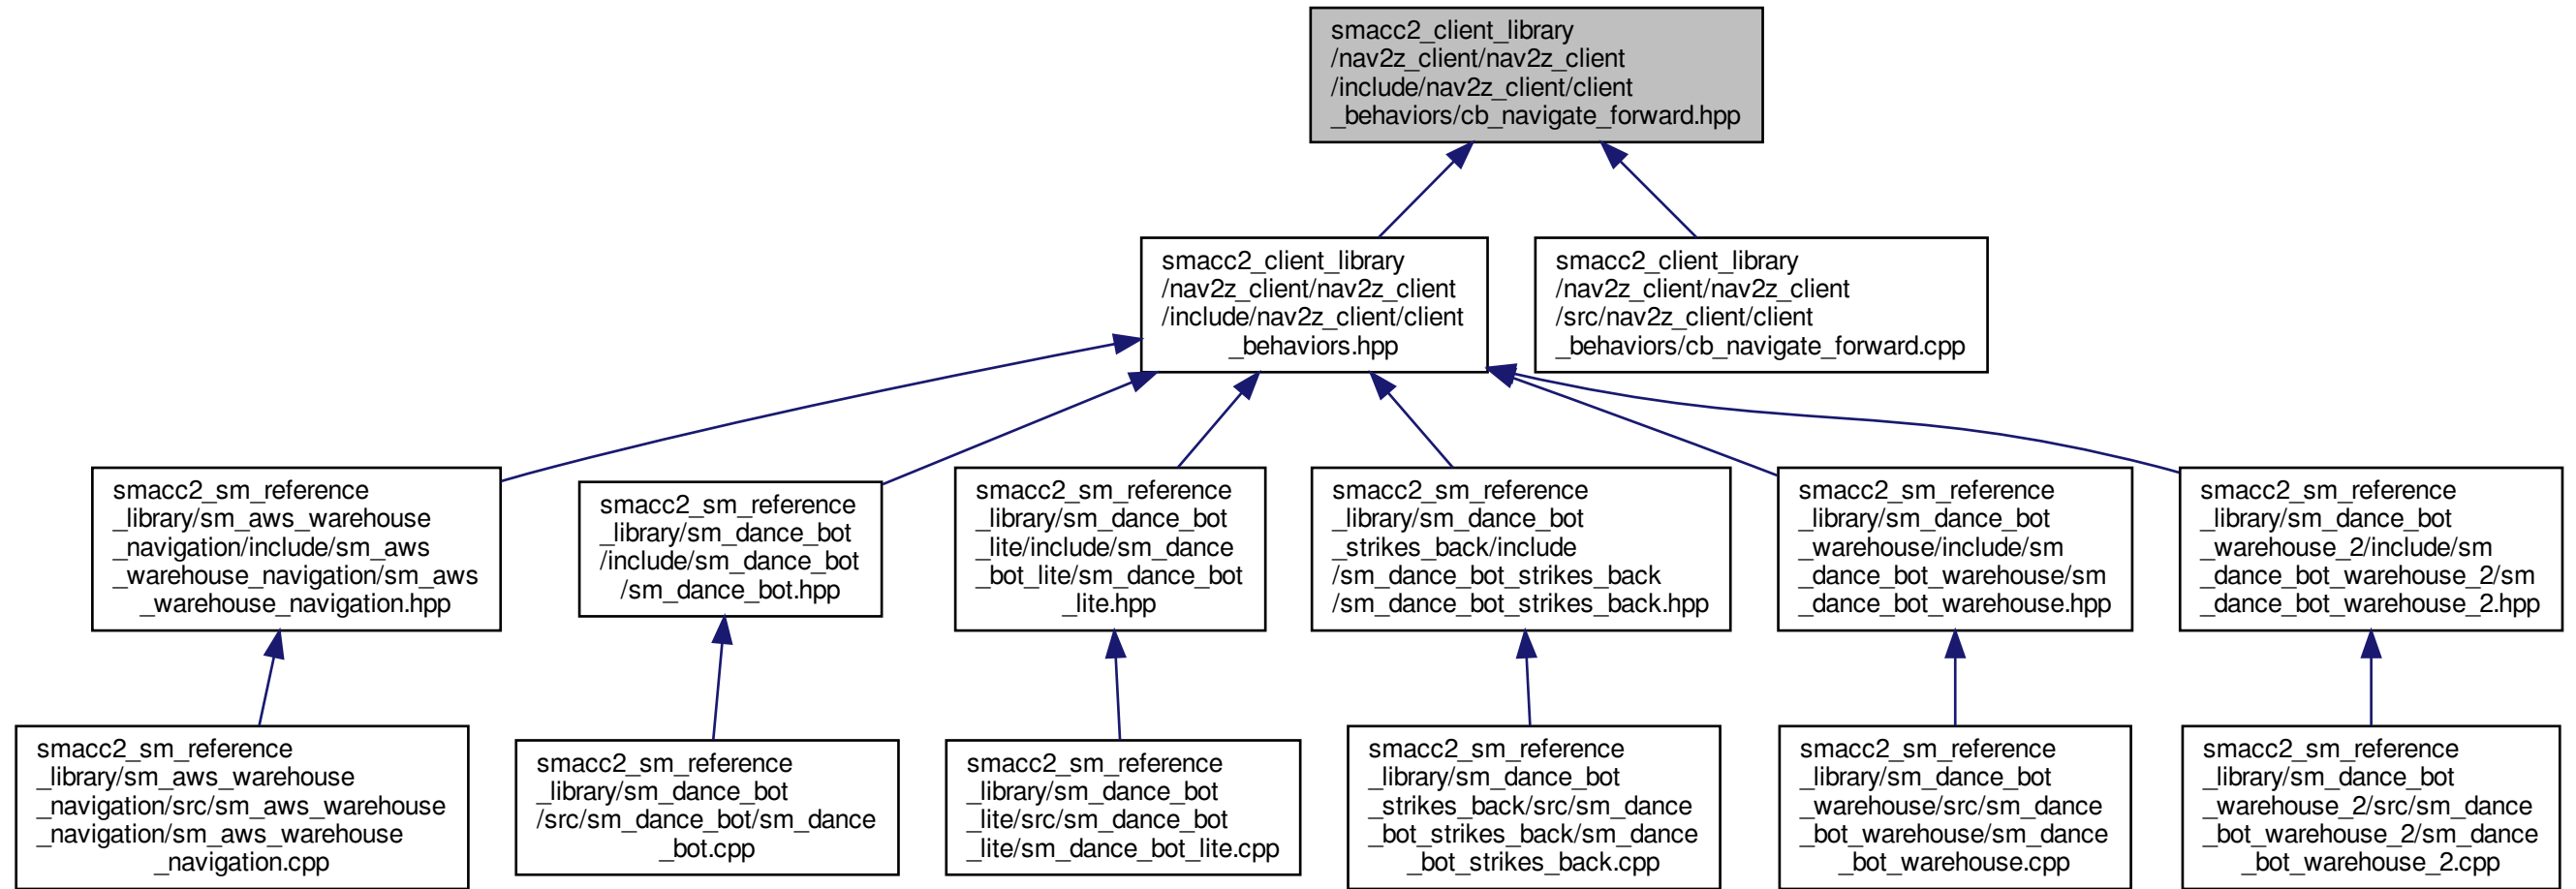 smacc2_client_library
/nav2z_client/nav2z_client
/include/nav2z_client/client
_behaviors/cb_navigate_forward.hpp
smacc2_client_library
/nav2z_client/nav2z_client
/include/nav2z_client/client
_behaviors.hpp
smacc2_client_library
/nav2z_client/nav2z_client
/src/nav2z_client/client
_behaviors/cb_navigate_forward.cpp
smacc2_sm_reference
_library/sm_aws_warehouse
_navigation/include/sm_aws
_warehouse_navigation/sm_aws
_warehouse_navigation.hpp
smacc2_sm_reference
_library/sm_dance_bot
/include/sm_dance_bot
/sm_dance_bot.hpp
smacc2_sm_reference
_library/sm_dance_bot
_lite/include/sm_dance
_bot_lite/sm_dance_bot
_lite.hpp
smacc2_sm_reference
_library/sm_dance_bot
_strikes_back/include
/sm_dance_bot_strikes_back
/sm_dance_bot_strikes_back.hpp
smacc2_sm_reference
_library/sm_dance_bot
_warehouse/include/sm
_dance_bot_warehouse/sm
_dance_bot_warehouse.hpp
smacc2_sm_reference
_library/sm_dance_bot
_warehouse_2/include/sm
_dance_bot_warehouse_2/sm
_dance_bot_warehouse_2.hpp
smacc2_sm_reference
_library/sm_aws_warehouse
_navigation/src/sm_aws_warehouse
_navigation/sm_aws_warehouse
_navigation.cpp
smacc2_sm_reference
_library/sm_dance_bot
/src/sm_dance_bot/sm_dance
_bot.cpp
smacc2_sm_reference
_library/sm_dance_bot
_lite/src/sm_dance_bot
_lite/sm_dance_bot_lite.cpp
smacc2_sm_reference
_library/sm_dance_bot
_strikes_back/src/sm_dance
_bot_strikes_back/sm_dance
_bot_strikes_back.cpp
smacc2_sm_reference
_library/sm_dance_bot
_warehouse/src/sm_dance
_bot_warehouse/sm_dance
_bot_warehouse.cpp
smacc2_sm_reference
_library/sm_dance_bot
_warehouse_2/src/sm_dance
_bot_warehouse_2/sm_dance
_bot_warehouse_2.cpp